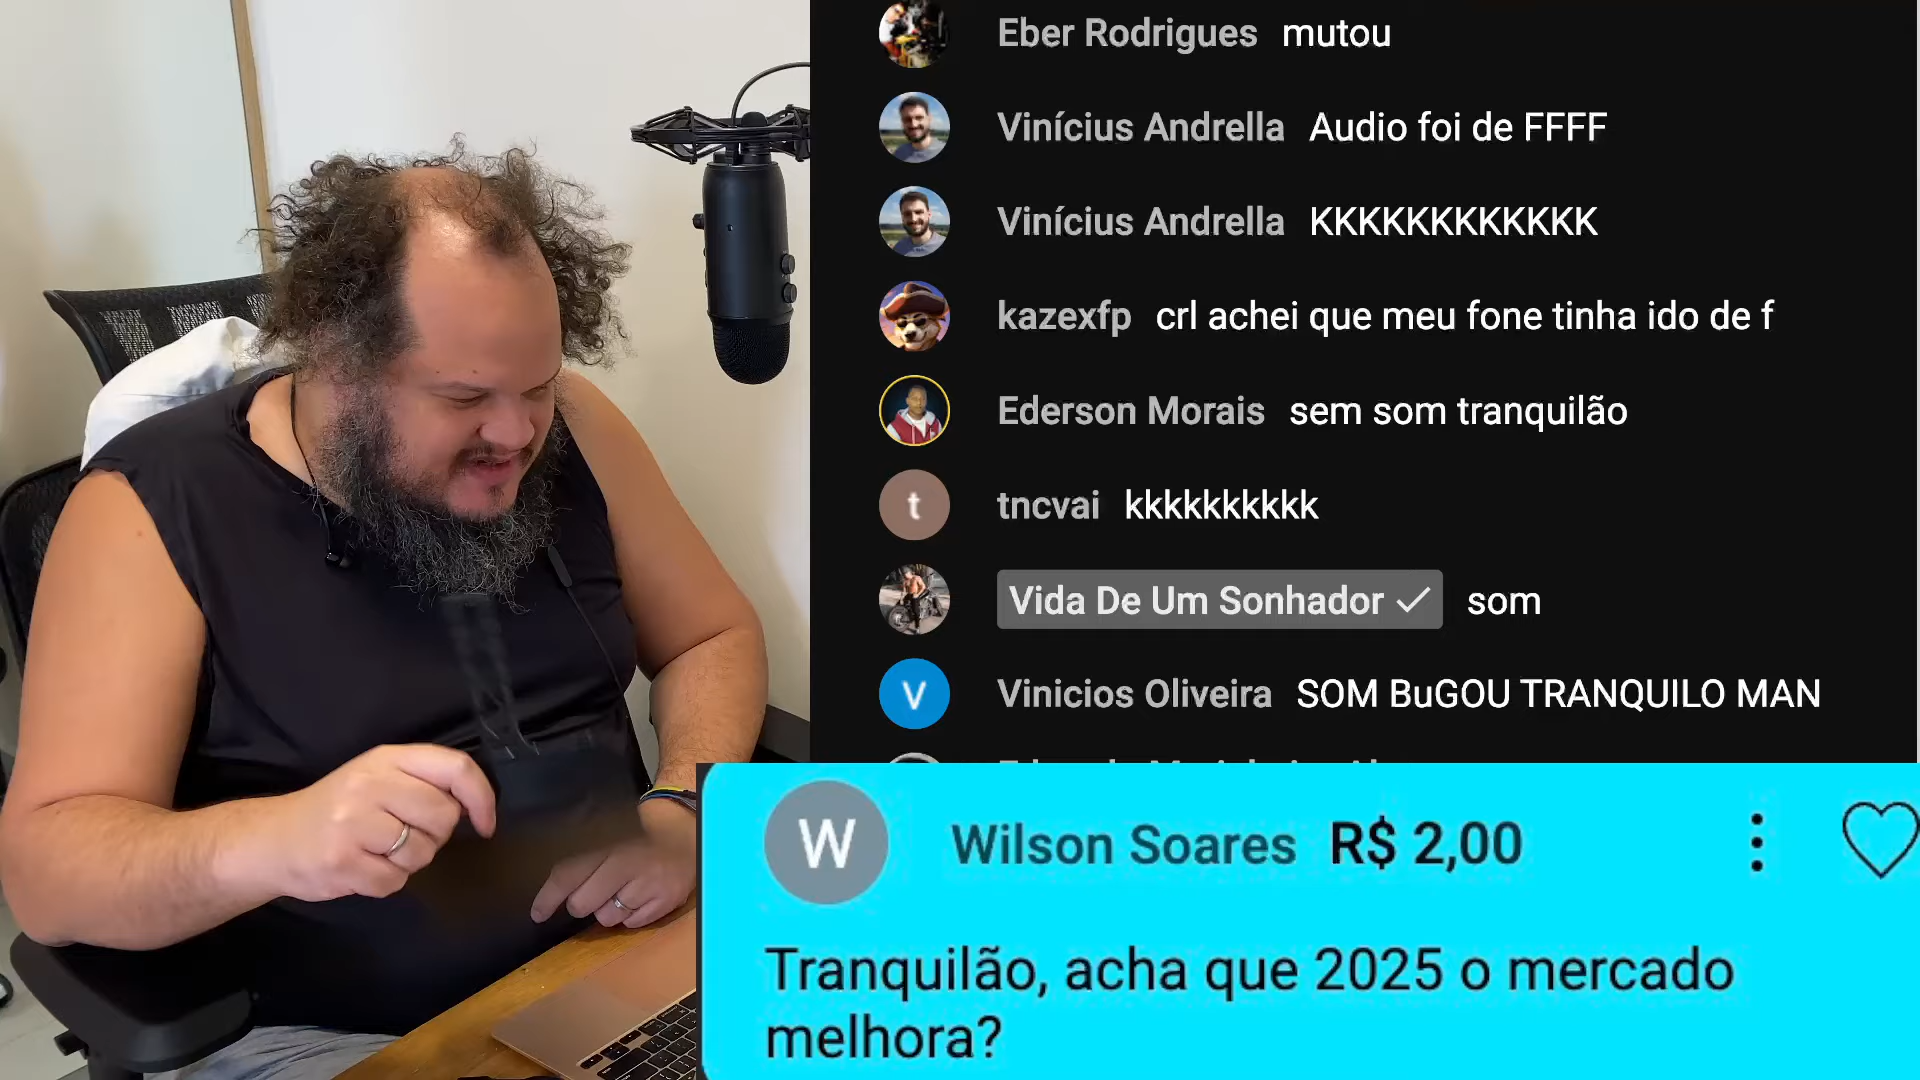 Eber Rodrigues mutou
Vinícius Andrella Audio foi de FFFF
Vinícius Andrella KKKKKKKKKKKK
kazexfp crl achei que meu fone tinha ido de f
Ederson Morais sem som tranquilão
t tncvai kkkkkkkkkk
Vida De Um Sonhador som
V Vinicios Oliveira SOM BuGOU TRANQUILO MAN
W Wilson Soares R$ 2,00
Tranquilão, acha que 2025 o mercado
melhora?